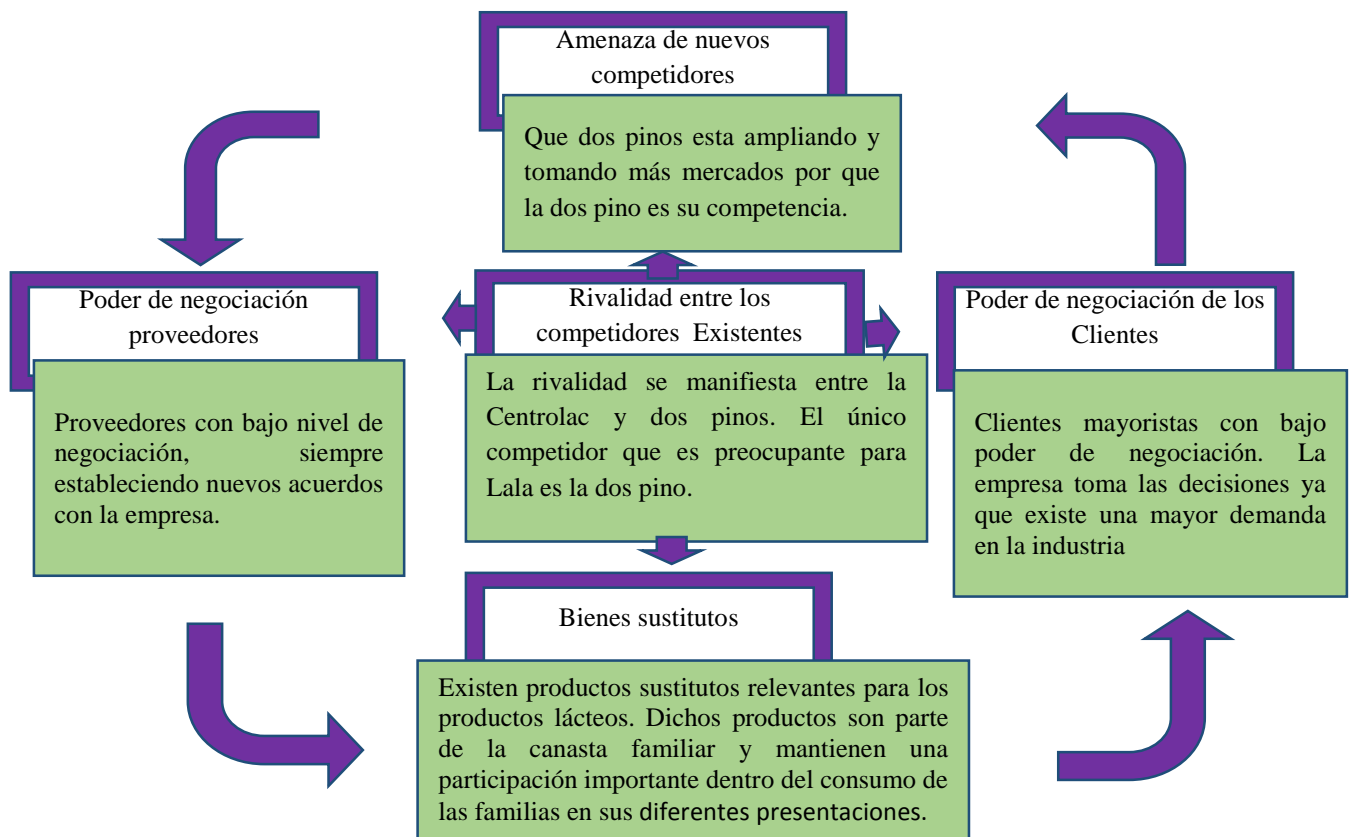 Amenaza de nuevos
competidores
Que dos pinos esta ampliando y
tomando más mercados por que
la dos pino es su competencia.
Poder de negociación
proveedores
Proveedores con bajo nivel de
negociación, siempre
estableciendo nuevos acuerdos
con la empresa.
Rivalidad entre los
competidores Existentes
La rivalidad se manifiesta entre la
Centrolac y dos pinos. El único
competidor que es preocupante para
Lala es la dos pino.
Poder de negociación de los
Clientes
Clientes mayoristas con bajo
poder de negociación. La
empresa toma las decisiones ya
que existe una mayor demanda
en la industria
Bienes sustitutos
Existen productos sustitutos relevantes para los
productos lácteos. Dichos productos son parte
de la canasta familiar y mantienen una
participación importante dentro del consumo de
las familias en sus diferentes presentaciones.